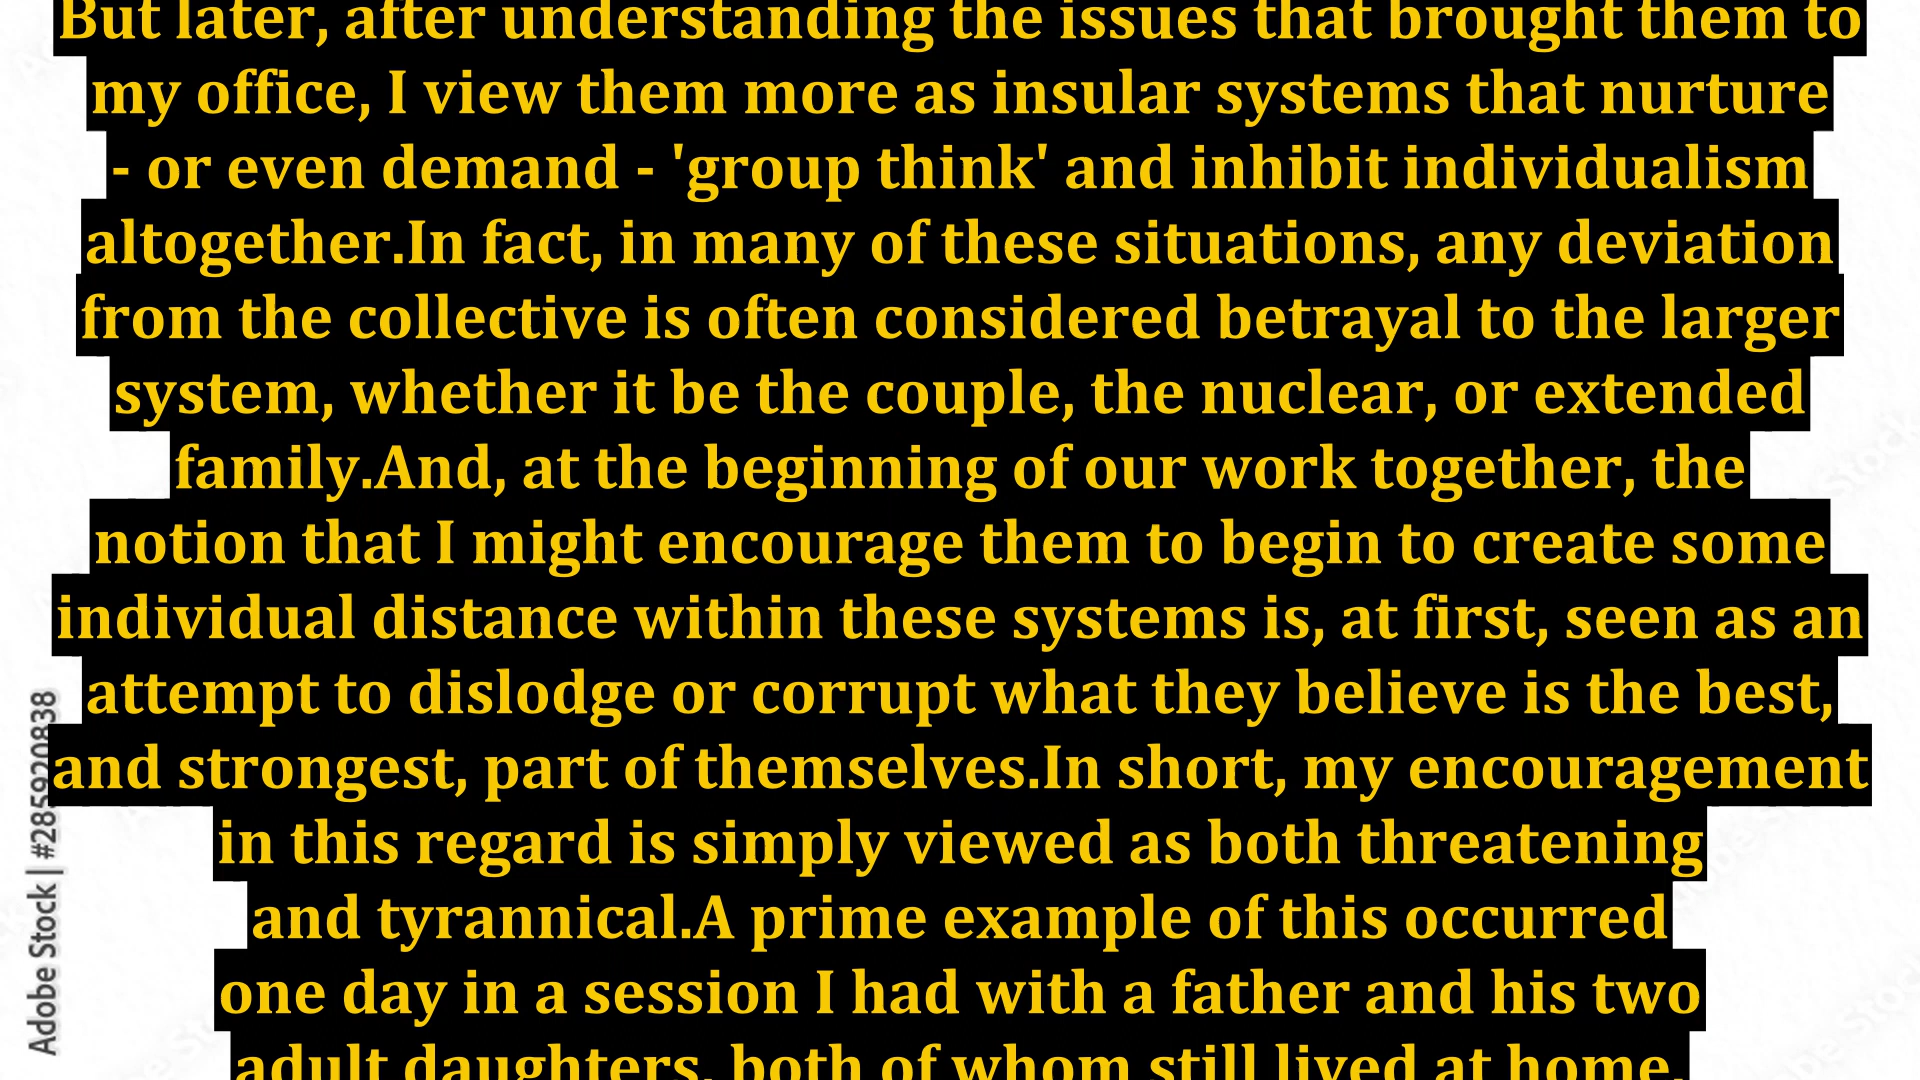 But later, after understanding the issues that brought them to
my office, I view them more as insular systems that nurture
- or even demand - 'group think' and inhibit individualism
altogether.In fact, in many of these situations, any deviation
from the collective is often considered betrayal to the larger
system, whether it be the couple, the nuclear, or extended
family.And, at the beginning of our work together, the
notion that I might encourage them to begin to create some
individual distance within these systems is, at first, seen as an
attempt to dislodge or corrupt what they believe is the best,
and strongest, part of themselves.In short, my encouragement
in this regard is simply viewed as both threatening
and tyrannical.A prime example of this occurred
one day in a session I had with a father and his two
adult daughters, both of whom still lived at home.
Adobe Stock | #285920838